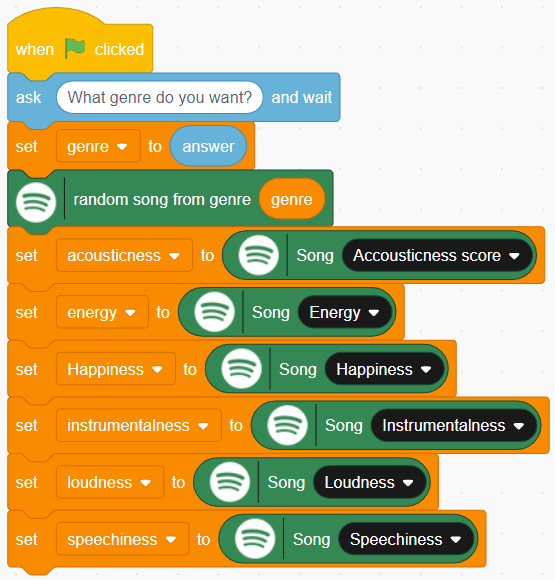 when clicked
ask What genre do you want? and wait
set genre to answer
random song from genre genre
set acousticness to Song Accousticness score
set energy to Song Energy
set Happiness to Song Happiness
set instrumentalness to Song Instrumentalness
set loudness to Song Loudness
set speechiness to Song Speechiness